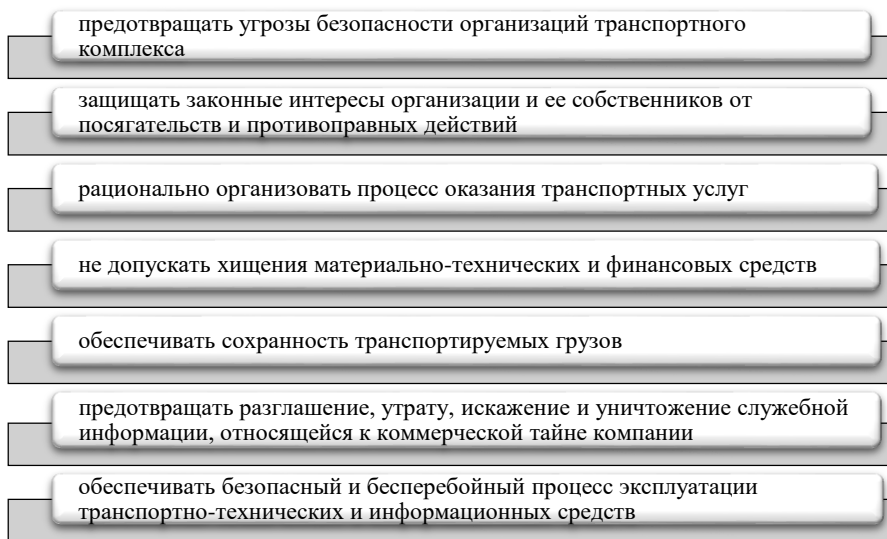 предотвращать угрозы безопасности организаций транспортного
комплекса
защищать законные интересы организации и ее собственников от
посягательств и противоправных действий
рационально организовать процесс оказания транспортных услуг
не допускать хищения материально-технических и финансовых средств
обеспечивать сохранность транспортируемых грузов
предотвращать разглашение, утрату, искажение и уничтожение служебной
информации, относящейся к коммерческой тайне компании
обеспечивать безопасный и бесперебойный процесс эксплуатации
транспортно-технических и информационных средств